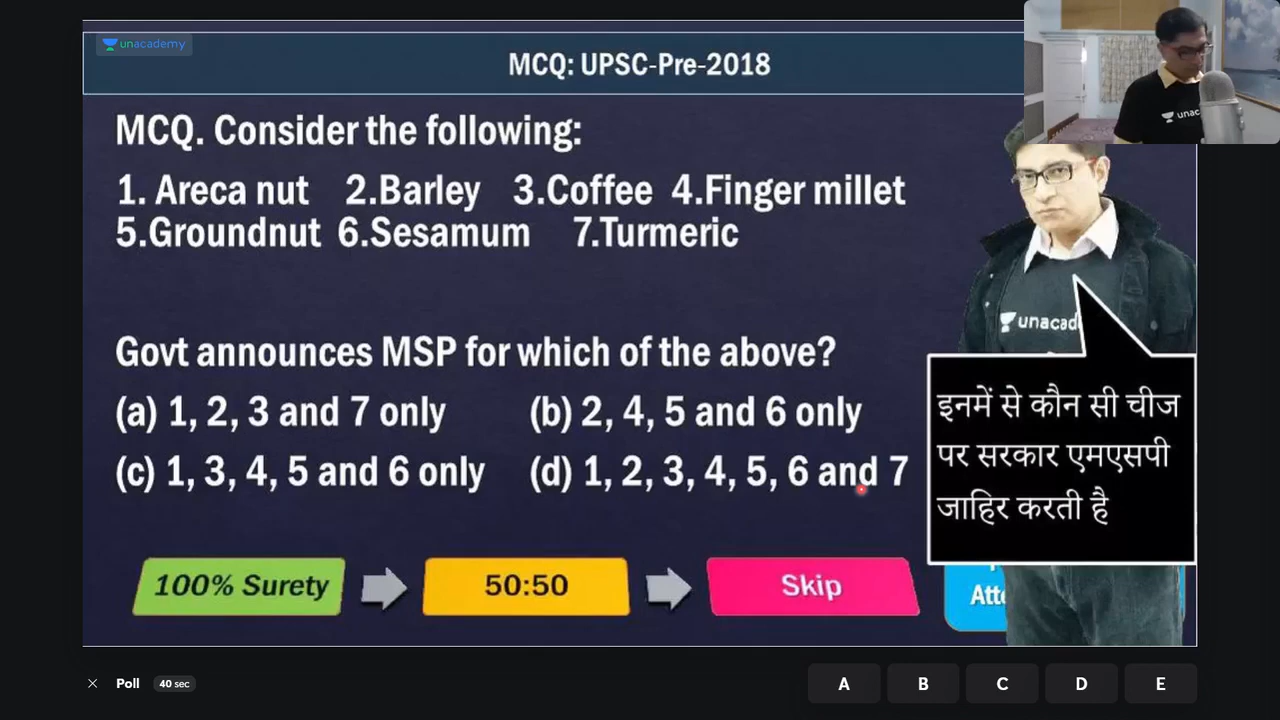 unacademy
MCQ: UPSC-Pre-2018
MCQ. Consider the following:
1. Areca nut 2.Barley 3.Coffee 4.Finger millet
5.Groundnut 6.Sesamum 7.Turmeric
unacad
Govt announces MSP for which of the above?
(a) 1, 2, 3 and 7 only (b) 2, 4, 5 and 6 only
(c) 1, 3, 4, 5 and 6 only (d) 1, 2, 3, 4, 5, 6 and 7
इनमें से कौन सी चीज
पर सरकार एमएसपी
जाहिर करती है
100% Surety 50:50 Skip
Poll 40 sec
A B C D E